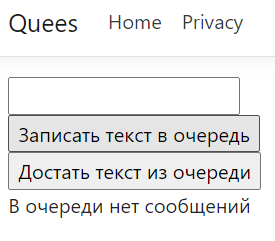 Quees Home Privacy
Записать текст в очередь
Достать текст из очереди
В очереди нет сообщений